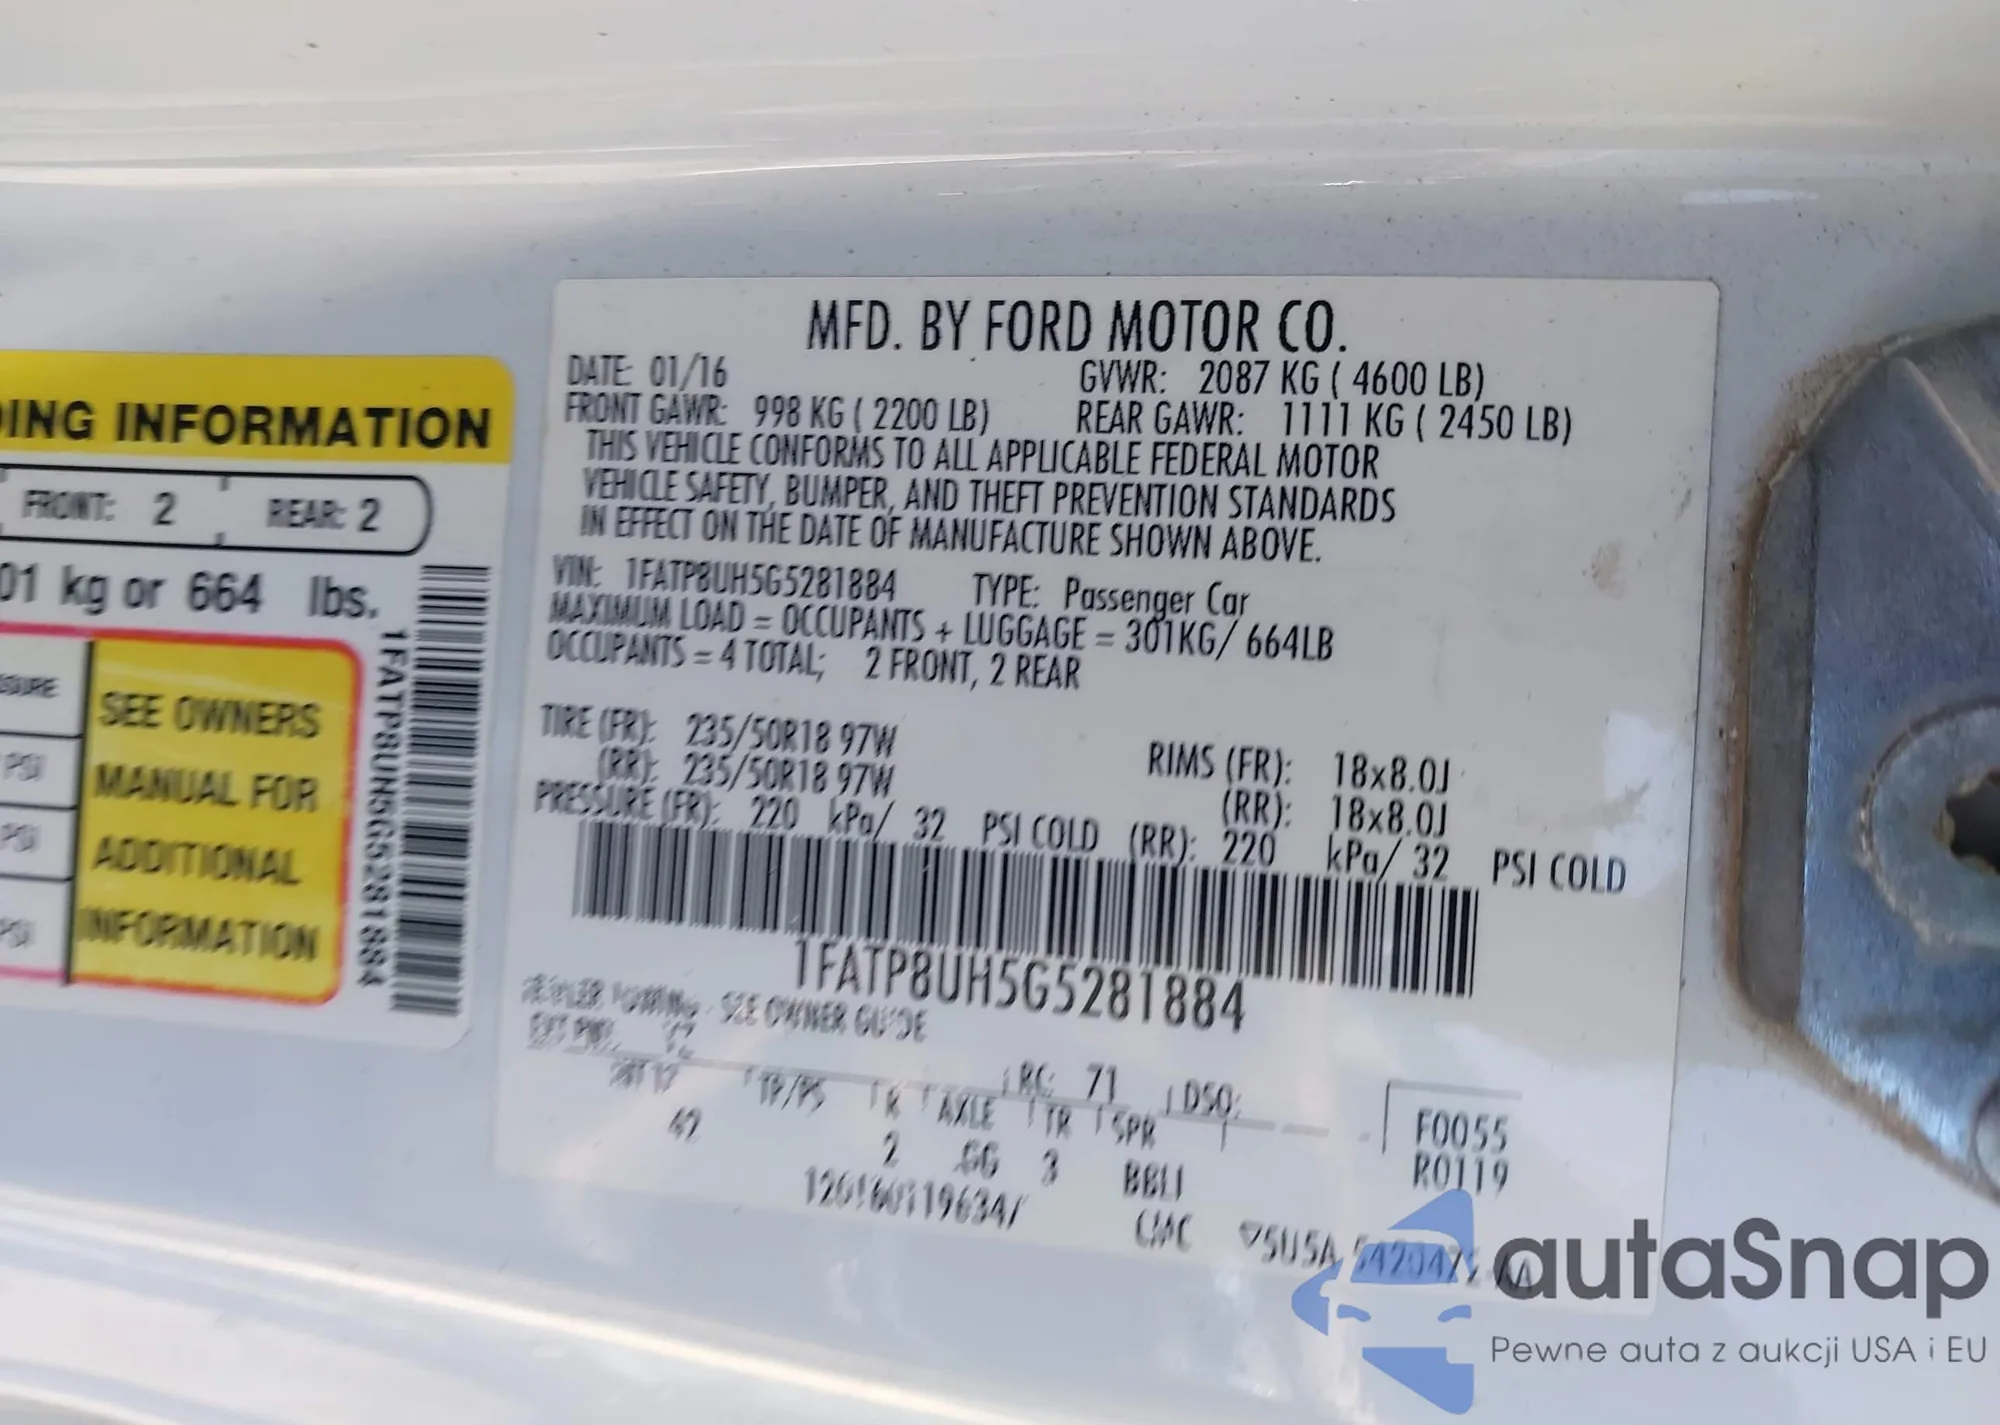 ING INFORMATION
FRONT: 2 REAR: 2
01 kg or 664 lbs.
SURE
PSI
PSI
PSI
SEE OWNERS
MANUAL FOR
ADDITIONAL
INFORMATION
1FATP8UH5G5281884
MFD. BY FORD MOTOR CO.
DATE: 01/16 GVWR: 2087 KG ( 4600 LB)
FRONT GAWR: 998 KG ( 2200 LB) REAR GAWR: 1111 KG ( 2450 LB)
THIS VEHICLE CONFORMS TO ALL APPLICABLE FEDERAL MOTOR
VEHICLE SAFETY, BUMPER, AND THEFT PREVENTION STANDARDS
IN EFFECT ON THE DATE OF MANUFACTURE SHOWN ABOVE.
VIN: 1FATP8UH5G5281884 TYPE: Passenger Car
MAXIMUM LOAD = OCCUPANTS + LUGGAGE = 301KG/ 664LB
OCCUPANTS = 4 TOTAL; 2 FRONT, 2 REAR
TIRE (FR): 235/50R18 97W RIMS (FR): 18x8.0J
(RR): 235/50R18 97W (RR): 18x8.0J
PRESSURE (FR): 220 kPa/ 32 PSI COLD (RR): 220 kPa/ 32 PSI COLD
1FATP8UH5G5281884
SEE OWNER GUIDE
EXT PNT:
RC: 71 DSO:
TP/PS R AXLE TR SPR
42 2 GG 3 BBLI
F0055
R0119
autaSnap
Pewne auta z aukcji USA i EU